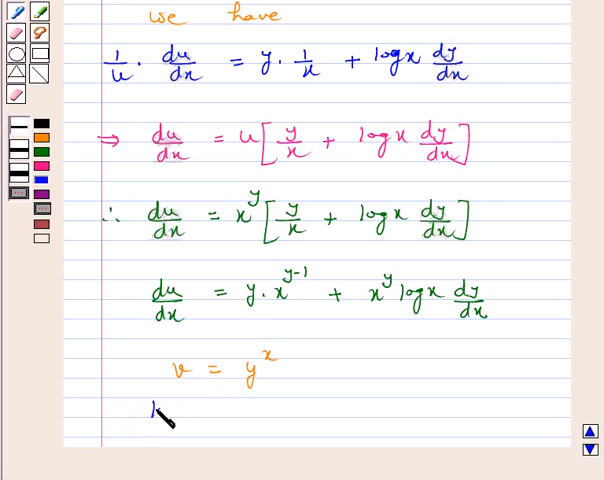 we have
1/u · du/dx = y · 1/x + log x dy/dx
⇒ du/dx = u [ y/x + log x dy/dx ]
∴ du/dx = x^y [ y/x + log x dy/dx ]
du/dx = y · x^(y-1) + x^y log x dy/dx
v = y^x